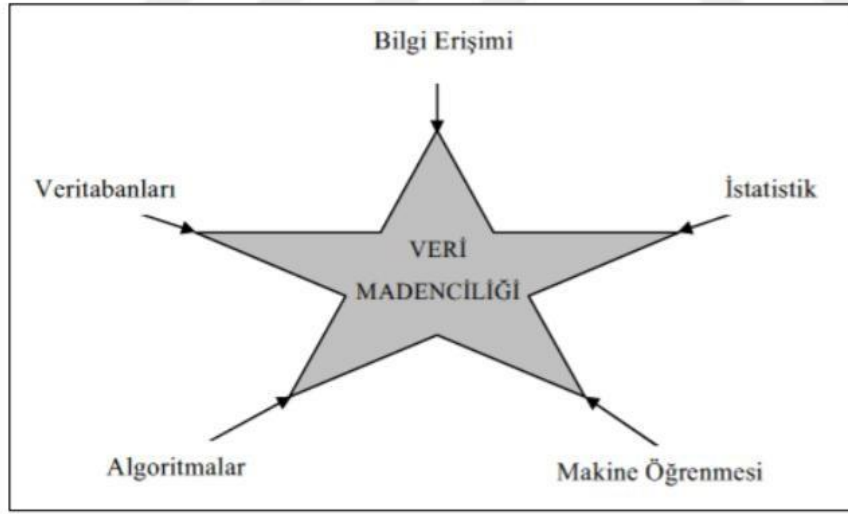 Bilgi Erişimi
Veritabanları
İstatistik
VERİ
MADENCİLİĞİ
Algoritmalar
Makine Öğrenmesi